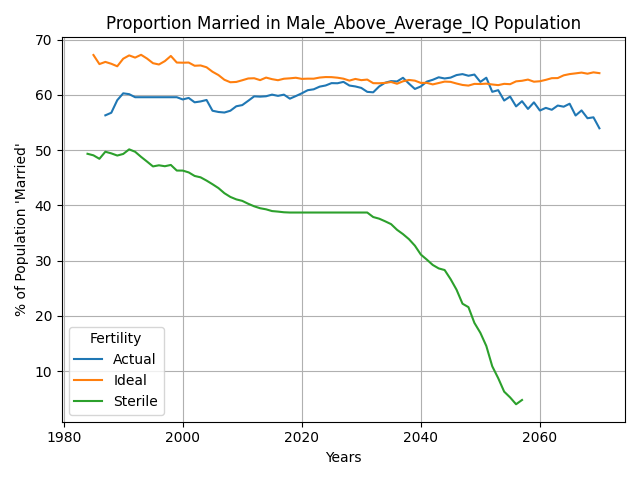 Proportion Married in Male_Above_Average_IQ Population
% of Population 'Married'
70
60
50
40
30
20
10
Fertility
Actual
Ideal
Sterile
1980
2000
2020
2040
2060
Years